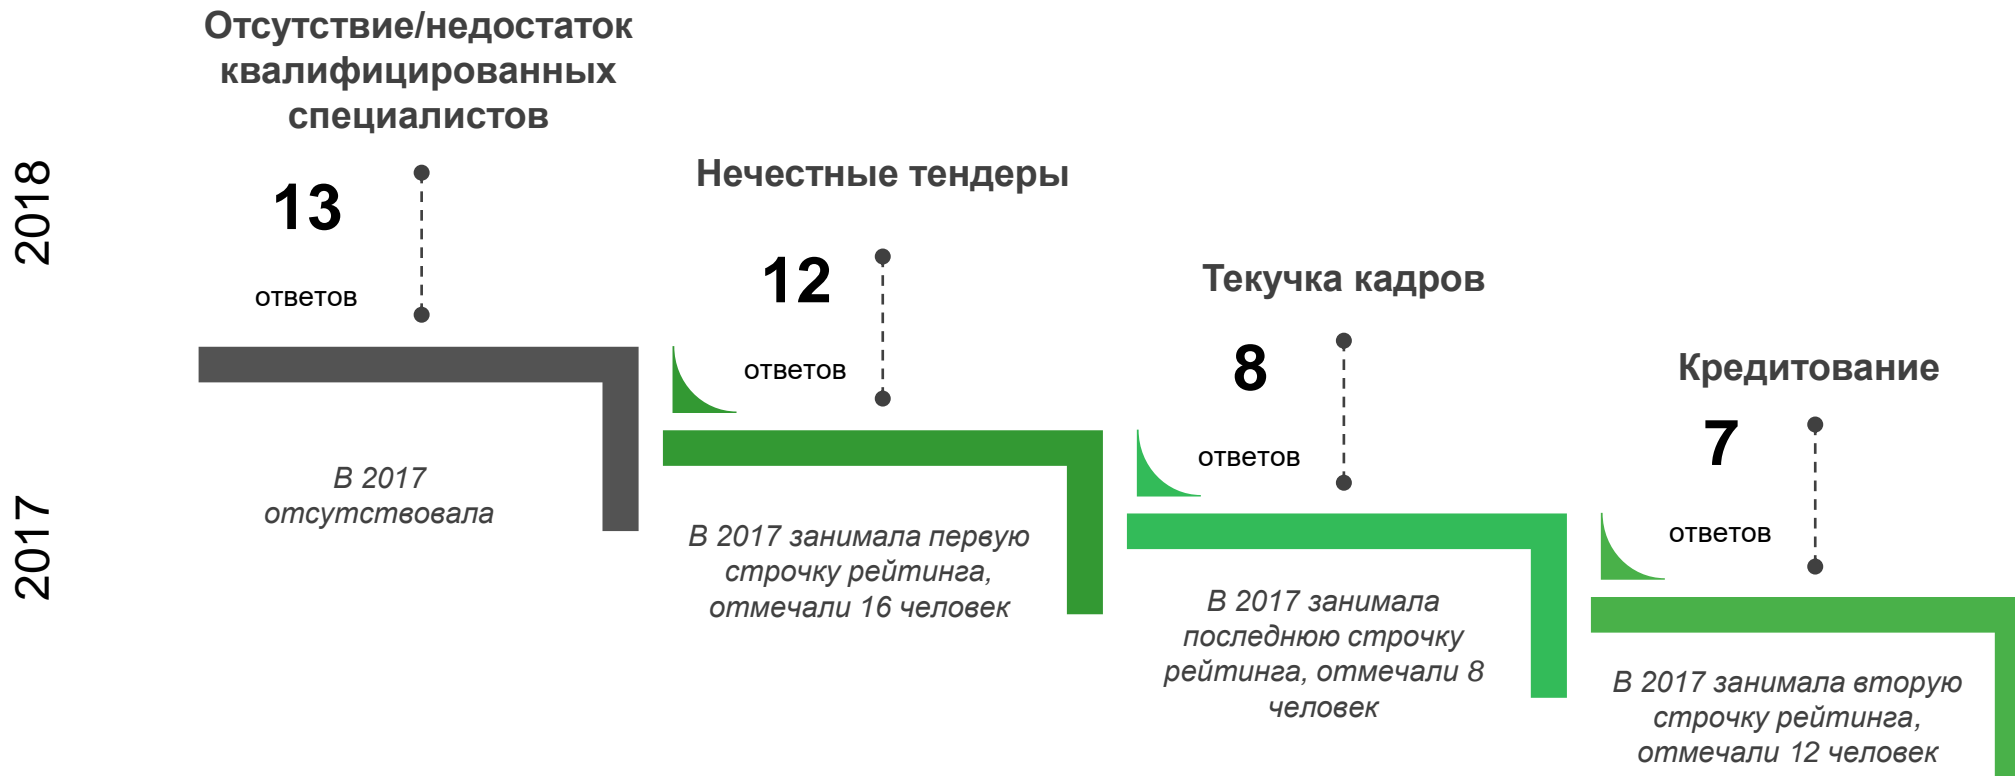 2018
2017
Отсутствие/недостаток
квалифицированных
специалистов
13
ответов
В 2017
отсутствовала
Нечестные тендеры
12
ответов
В 2017 занимала первую
строчку рейтинга,
отмечали 16 человек
Текучка кадров
8
ответов
В 2017 занимала
последнюю строчку
рейтинга, отмечали 8
человек
Кредитование
7
ответов
В 2017 занимала вторую
строчку рейтинга,
отмечали 12 человек